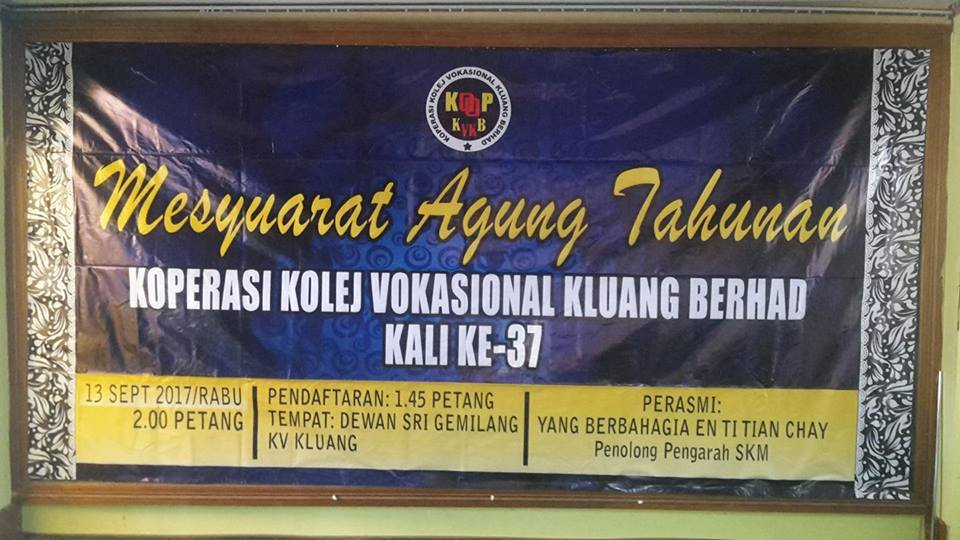 KOPERASI KOLEJ VOKASIONAL KLUANG BERHAD
KOOP
KVKB
Mesyuarat Agung Tahunan
KOPERASI KOLEJ VOKASIONAL KLUANG BERHAD
KALI KE-37
13 SEPT 2017/RABU
2.00 PETANG
PENDAFTARAN: 1.45 PETANG
TEMPAT: DEWAN SRI GEMILANG
KV KLUANG
PERASMI:
YANG BERBAHAGIA EN TI TIAN CHAY
Penolong Pengarah SKM